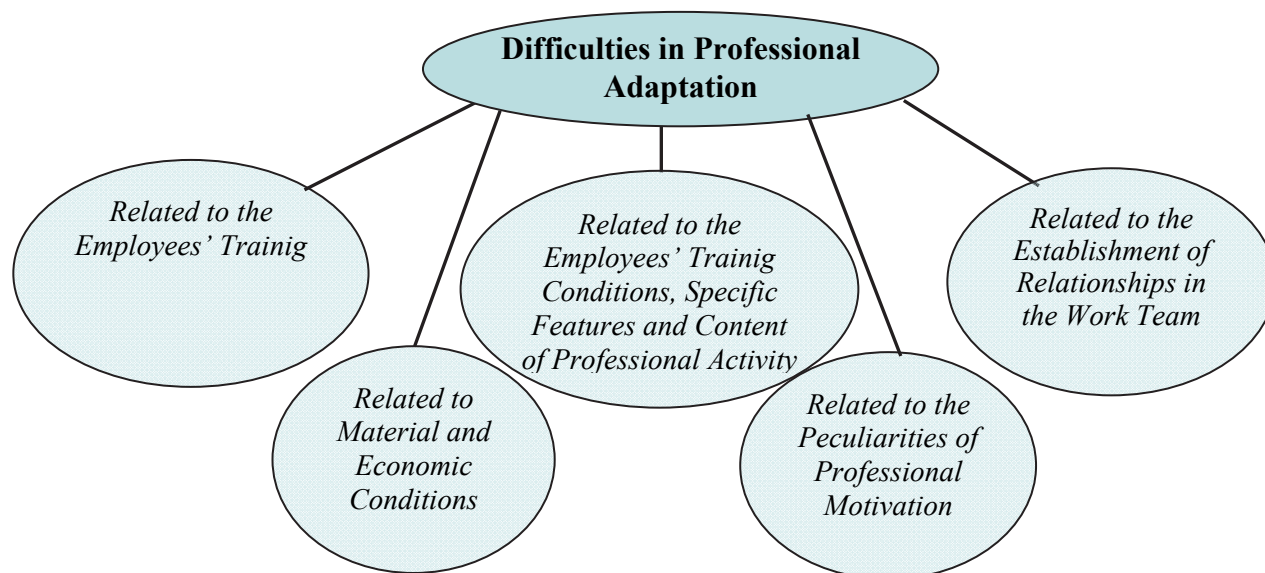 Difficulties in Professional
Adaptation
Related to the
Employees’ Trainig
Related to
Material and
Economic
Conditions
Related to the
Employees’ Trainig
Conditions, Specific
Features and Content
of Professional Activity
Related to the
Peculiarities of
Professional
Motivation
Related to the
Establishment of
Relationships in
the Work Team